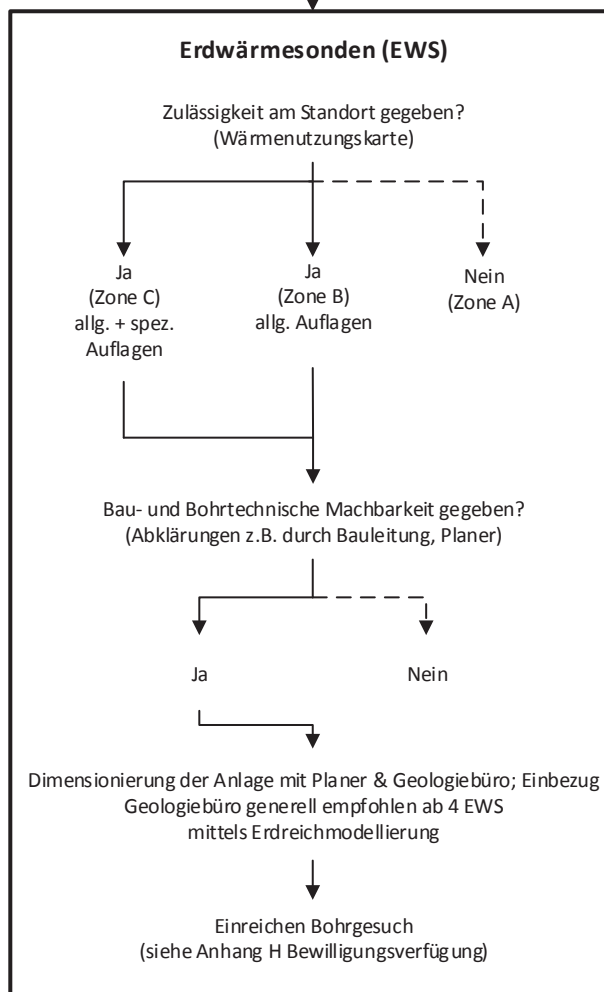 Erdwärmesonden (EWS)
Zulässigkeit am Standort gegeben?
(Wärmenutzungskarte)
Ja
(Zone C)
allg. + spez.
Auflagen
Ja
(Zone B)
allg. Auflagen
Nein
(Zone A)
Bau- und Bohrtechnische Machbarkeit gegeben?
(Abklärungen z.B. durch Bauleitung, Planer)
Ja
Nein
Dimensionierung der Anlage mit Planer & Geologiebüro; Einbezug
Geologiebüro generell empfohlen ab 4 EWS
mittels Erdreichmodellierung
Einreichen Bohrgesuch
(siehe Anhang H Bewilligungsverfügung)